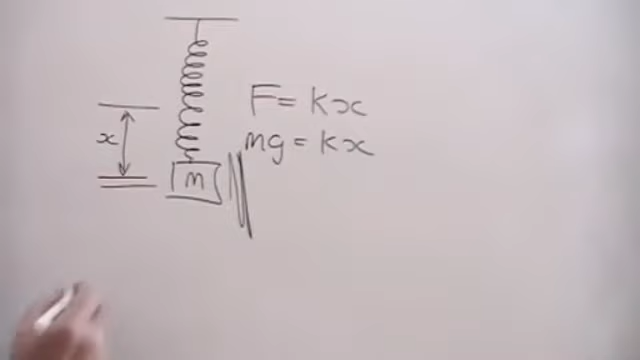 F = kx
mg = kx
x
m